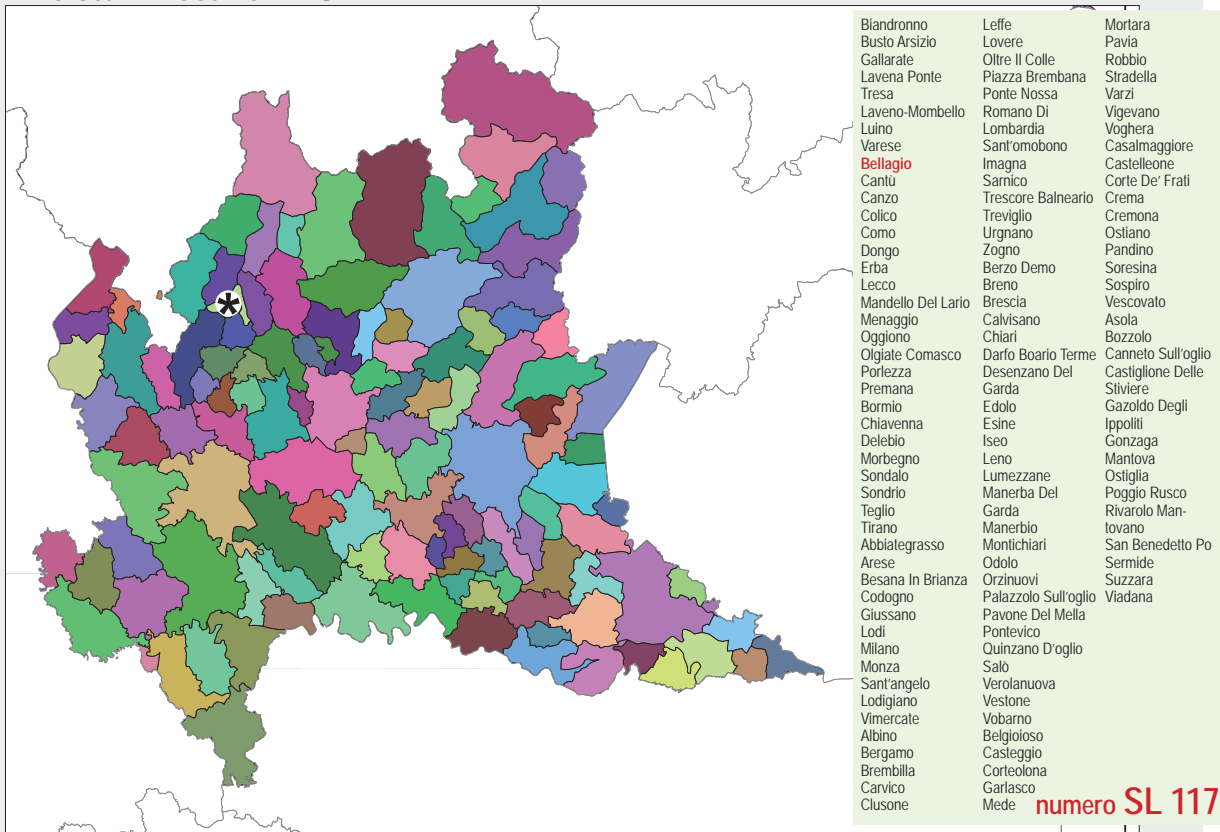 Biandronno
Busto Arsizio
Gallarate
Lavena Ponte
Tresa
Laveno-Mombello
Luino
Varese
Bellagio
Cantù
Canzo
Colico
Como
Dongo
Erba
Lecco
Mandello Del Lario
Menaggio
Oggiono
Olgiate Comasco
Porlezza
Premana
Bormio
Chiavenna
Delebio
Morbegno
Sondalo
Sondrio
Teglio
Tirano
Abbiategrasso
Arese
Besana In Brianza
Codogno
Giussano
Lodi
Milano
Monza
Sant'angelo
Lodigiano
Vimercate
Albino
Bergamo
Brembilla
Carvico
Clusone
Leffe
Lovere
Oltre Il Colle
Piazza Brembana
Ponte Nossa
Romano Di
Lombardia
Sant'omobono
Imagna
Sarnico
Trescore Balneario
Treviglio
Urgnano
Zogno
Berzo Demo
Breno
Brescia
Calvisano
Chiari
Darfo Boario Terme
Desenzano Del
Garda
Edolo
Esine
Iseo
Leno
Lumezzane
Manerba Del
Garda
Manerbio
Montichiari
Odolo
Orzinuovi
Palazzolo Sull'oglio
Pavone Del Mella
Pontevico
Quinzano D'oglio
Salò
Verolanuova
Vestone
Vobarno
Belgioioso
Casteggio
Corteolona
Garlasco
Mede
Mortara
Pavia
Robbio
Stradella
Varzi
Vigevano
Voghera
Casalmaggiore
Castelleone
Corte De' Frati
Crema
Cremona
Ostiano
Pandino
Soresina
Sospiro
Vescovato
Asola
Bozzolo
Canneto Sull'oglio
Castiglione Delle
Stiviere
Gazoldo Degli
Ippoliti
Gonzaga
Mantova
Ostiglia
Poggio Rusco
Rivarolo Man-
tovano
San Benedetto Po
Sermide
Suzzara
Viadana
numero SL 117
*